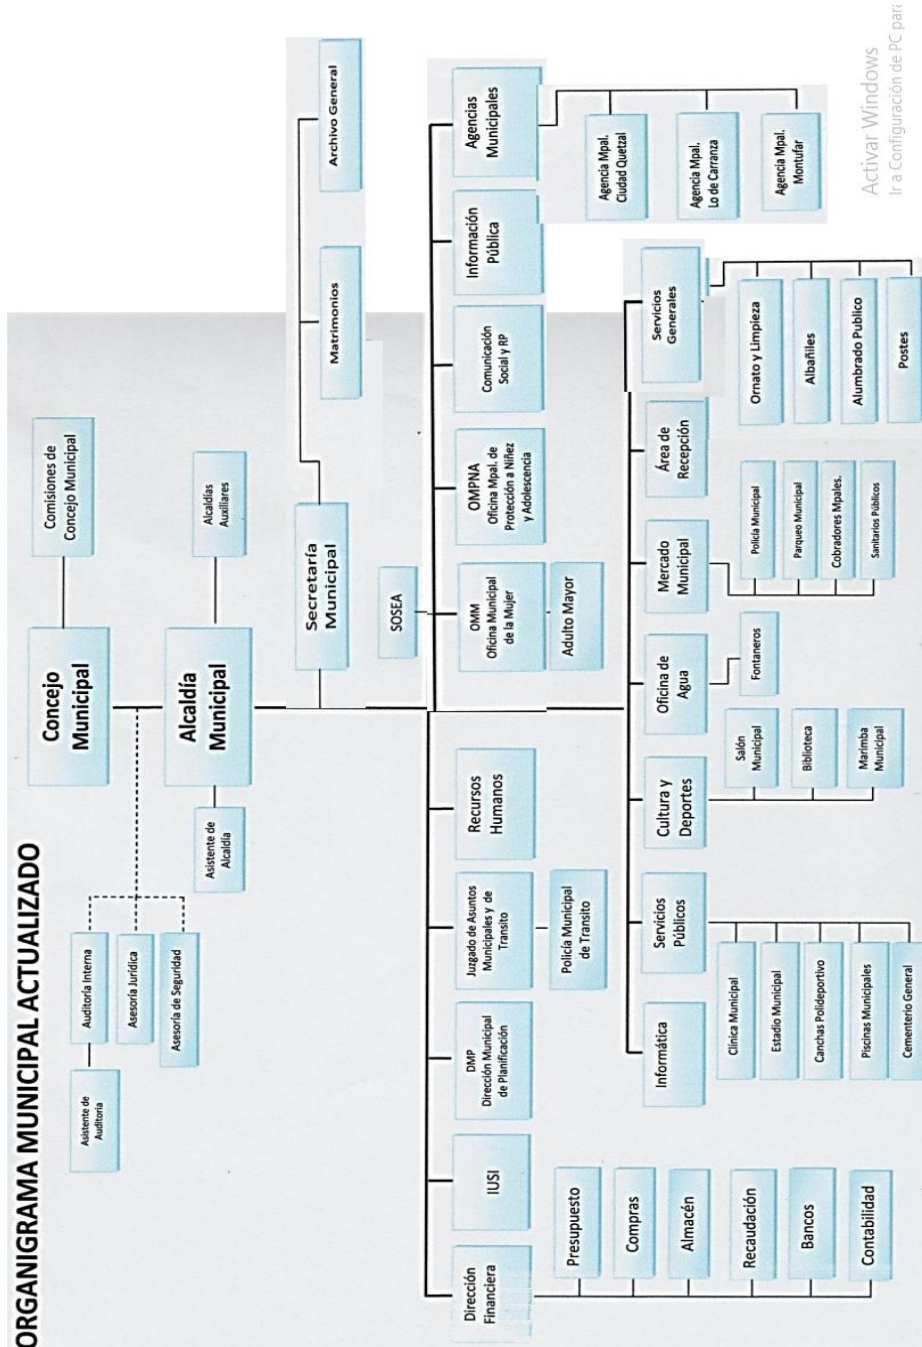 ORGANIGRAMA MUNICIPAL ACTUALIZADO
Concejo
Municipal
Comisiones de
Concejo Municipal
Auditoría Interna
Asistente de
Auditoria
Asesoría Jurídica
Asesoría de Seguridad
Alcaldía
Municipal
Alcaldías
Auxiliares
Asistente de
Alcaldía
Secretaría
Municipal
Matrimonios
Archivo General
SOSEA
Dirección
Financiera
IUSI
DMP
Dirección Municipal
de Planificación
Juzgado de Asuntos
Municipales y de
Transito
Recursos
Humanos
OMM
Oficina Municipal
de la Mujer
OMPNA
Oficina Mpal. de
Protección a Niñez
y Adolescencia
Comunicación
Social y RP
Información
Pública
Agencias
Municipales
Policía Municipal
de Transito
Adulto Mayor
Presupuesto
Compras
Almacén
Recaudación
Bancos
Contabilidad
Agencia Mpal.
Ciudad Quetzal
Agencia Mpal.
Lo de Carranza
Agencia Mpal.
Montufar
Informática
Servicios
Públicos
Cultura y
Deportes
Oficina de
Agua
Mercado
Municipal
Área de
Recepción
Servicios
Generales
Clínica Municipal
Estadio Municipal
Canchas Polideportivo
Piscinas Municipales
Cementerio General
Salón
Municipal
Biblioteca
Marimba
Municipal
Fontaneros
Policía Municipal
Parqueo Municipal
Cobradores Mpales.
Sanitarios Públicos
Ornato y Limpieza
Albañiles
Alumbrado Publico
Postes
Activar Windows
Ir a Configuración de PC para